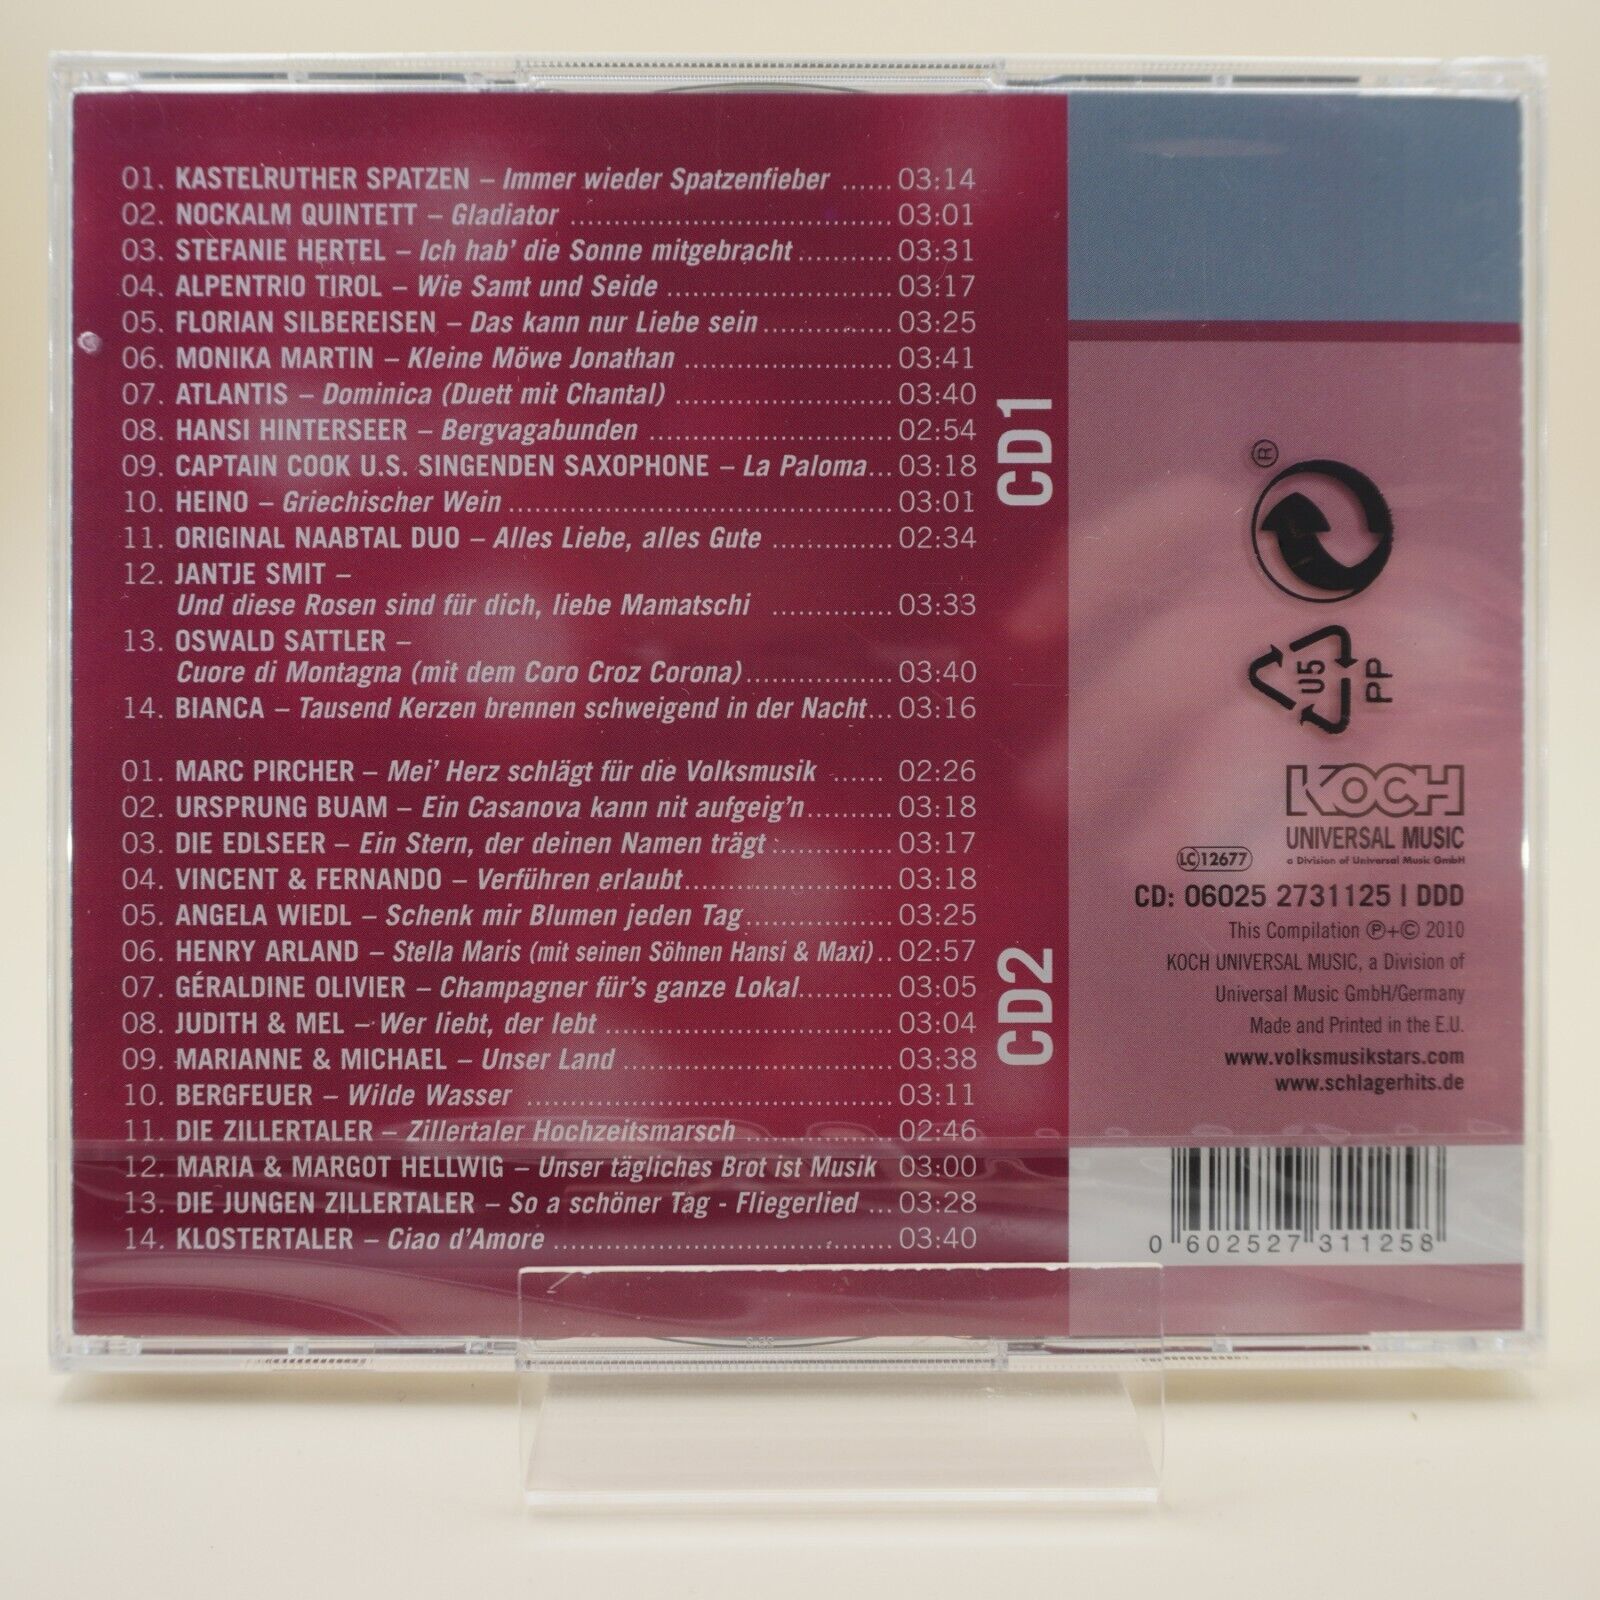 01. KASTELRUTHER SPATZEN – Immer wieder Spatzenfieber ...... 03:14
02. NOCKALM QUINTETT – Gladiator ................................ 03:01
03. STEFANIE HERTEL – Ich hab' die Sonne mitgebracht ........... 03:31
04. ALPENTRIO TIROL – Wie Samt und Seide ....................... 03:17
05. FLORIAN SILBEREISEN – Das kann nur Liebe sein ............. 03:25
06. MONIKA MARTIN – Kleine Möwe Jonathan ...................... 03:41
07. ATLANTIS – Dominica (Duett mit Chantal) ...................... 03:40
08. HANSI HINTERSEER – Bergvagabunden ........................ 02:54
09. CAPTAIN COOK U.S. SINGENDEN SAXOPHONE – La Paloma... 03:18
10. HEINO – Griechischer Wein ...................................... 03:01
11. ORIGINAL NAABTAL DUO – Alles Liebe, alles Gute ............ 02:34
12. JANTJE SMIT –
Und diese Rosen sind für dich, liebe Mamatschi ............ 03:33
13. OSWALD SATTLER –
Cuore di Montagna (mit dem Coro Croz Corona)............... 03:40
14. BIANCA – Tausend Kerzen brennen schweigend in der Nacht... 03:16
CD1
01. MARC PIRCHER – Mei' Herz schlägt für die Volksmusik ...... 02:26
02. URSPRUNG BUAM – Ein Casanova kann nit aufgeig'n......... 03:18
03. DIE EDLSEER – Ein Stern, der deinen Namen trägt ............ 03:17
04. VINCENT & FERNANDO – Verführen erlaubt..................... 03:18
05. ANGELA WIEDL – Schenk mir Blumen jeden Tag............... 03:25
06. HENRY ARLAND – Stella Maris (mit seinen Söhnen Hansi & Maxi).. 02:57
07. GÉRALDINE OLIVIER – Champagner für's ganze Lokal.......... 03:05
08. JUDITH & MEL – Wer liebt, der lebt ............................. 03:04
09. MARIANNE & MICHAEL – Unser Land ........................... 03:38
10. BERGFEUER – Wilde Wasser ..................................... 03:11
11. DIE ZILLERTALER – Zillertaler Hochzeitsmarsch ............... 02:46
12. MARIA & MARGOT HELLWIG – Unser tägliches Brot ist Musik 03:00
13. DIE JUNGEN ZILLERTALER – So a schöner Tag - Fliegerlied ... 03:28
14. KLOSTERTALER – Ciao d'Amore .................................. 03:40
CD2
®
U5
PP
KOCH
UNIVERSAL MUSIC
a Division of Universal Music GmbH
LC 12677
CD: 06025 2731125 I DDD
This Compilation ℗+© 2010
KOCH UNIVERSAL MUSIC, a Division of
Universal Music GmbH/Germany
Made and Printed in the E.U.
www.volksmusikstars.com
www.schlagerhits.de
0 602527 311258